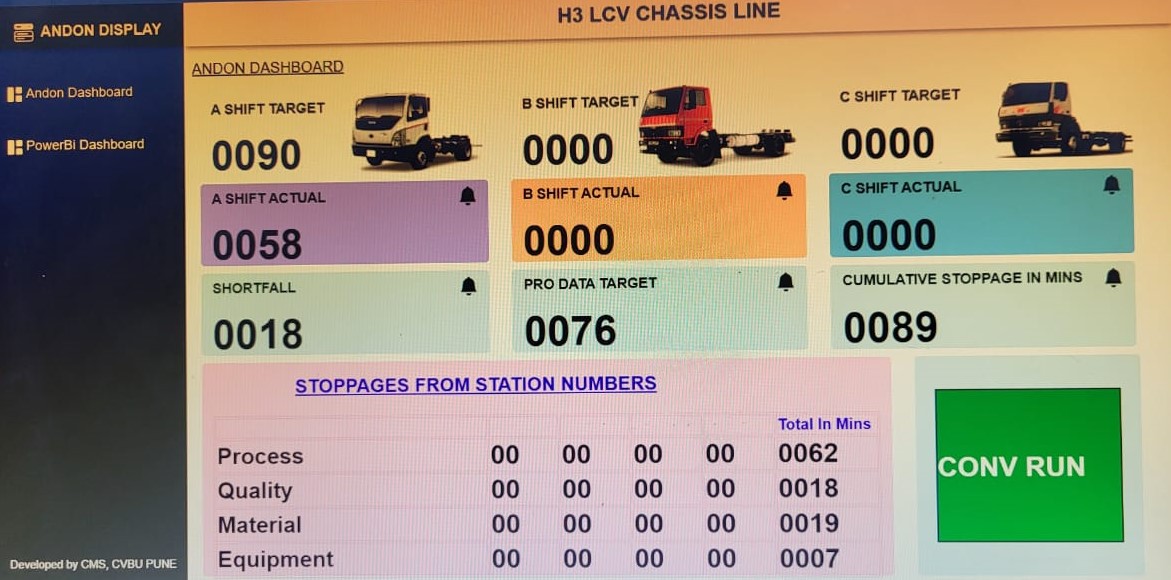 H3 LCV CHASSIS LINE
ANDON DISPLAY
Andon Dashboard
PowerBi Dashboard
Developed by CMS, CVBU PUNE
ANDON DASHBOARD
A SHIFT TARGET
0090
B SHIFT TARGET
0000
C SHIFT TARGET
0000
A SHIFT ACTUAL
0058
B SHIFT ACTUAL
0000
C SHIFT ACTUAL
0000
SHORTFALL
0018
PRO DATA TARGET
0076
CUMULATIVE STOPPAGE IN MINS
0089
STOPPAGES FROM STATION NUMBERS
Total In Mins
Process 00 00 00 00 0062
Quality 00 00 00 00 0018
Material 00 00 00 00 0019
Equipment 00 00 00 00 0007
CONV RUN